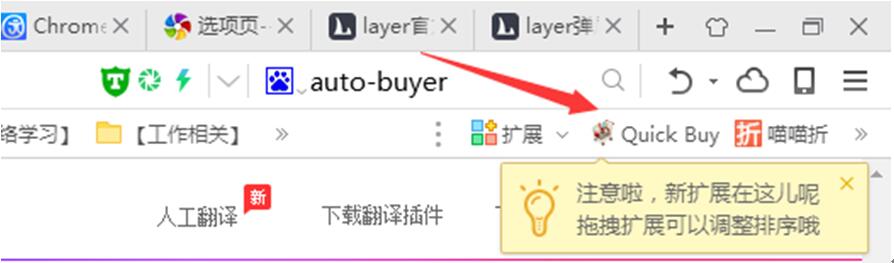 Chrome 选项页- layer官 layer弹
auto-buyer
络学习】 【工作相关】 » 扩展 Quick Buy 折 喵喵折 »
注意啦，新扩展在这儿呢
拖拽扩展可以调整排序哦
人工翻译 新 下载翻译插件